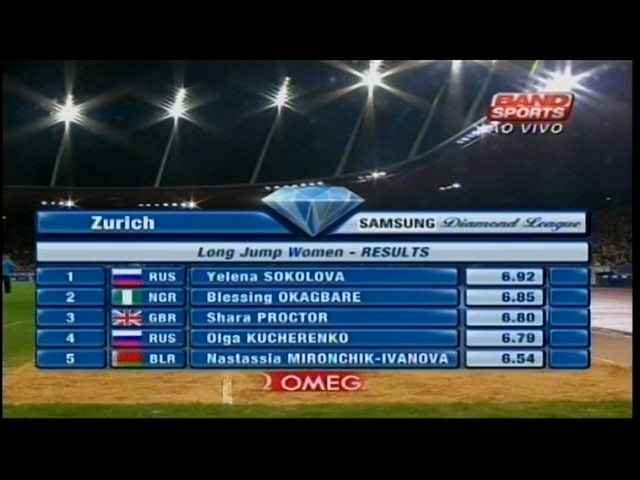 BAND
SPORTS
AO VIVO
Zurich SAMSUNG Diamond League
Long Jump Women - RESULTS
1 RUS Yelena SOKOLOVA 6.92
2 NGR Blessing OKAGBARE 6.85
3 GBR Shara PROCTOR 6.80
4 RUS Olga KUCHERENKO 6.79
5 BLR Nastassia MIRONCHIK-IVANOVA 6.54
OMEGA